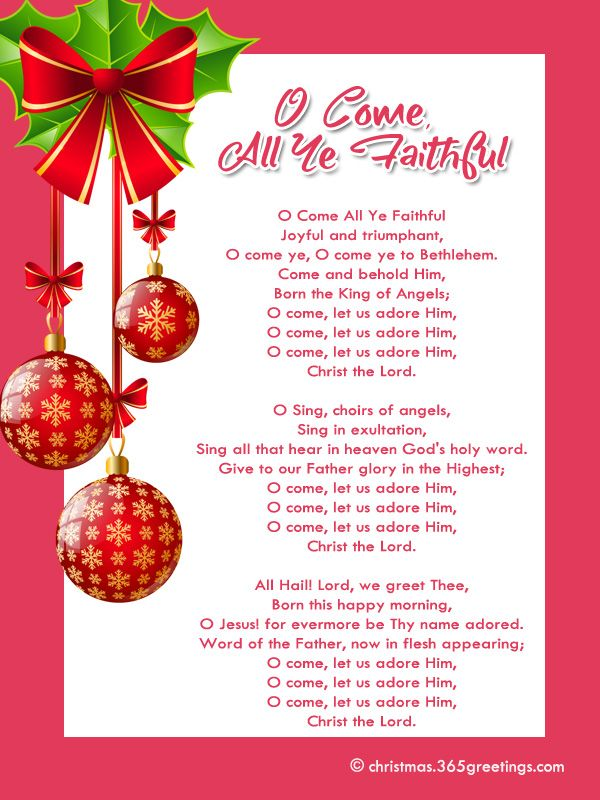 O Come,
All Ye Faithful
O Come All Ye Faithful
Joyful and triumphant,
O come ye, O come ye to Bethlehem.
Come and behold Him,
Born the King of Angels;
O come, let us adore Him,
O come, let us adore Him,
O come, let us adore Him,
Christ the Lord.
O Sing, choirs of angels,
Sing in exultation,
Sing all that hear in heaven God's holy word.
Give to our Father glory in the Highest;
O come, let us adore Him,
O come, let us adore Him,
O come, let us adore Him,
Christ the Lord.
All Hail! Lord, we greet Thee,
Born this happy morning,
O Jesus! for evermore be Thy name adored.
Word of the Father, now in flesh appearing;
O come, let us adore Him,
O come, let us adore Him,
O come, let us adore Him,
Christ the Lord.
© christmas.365greetings.com